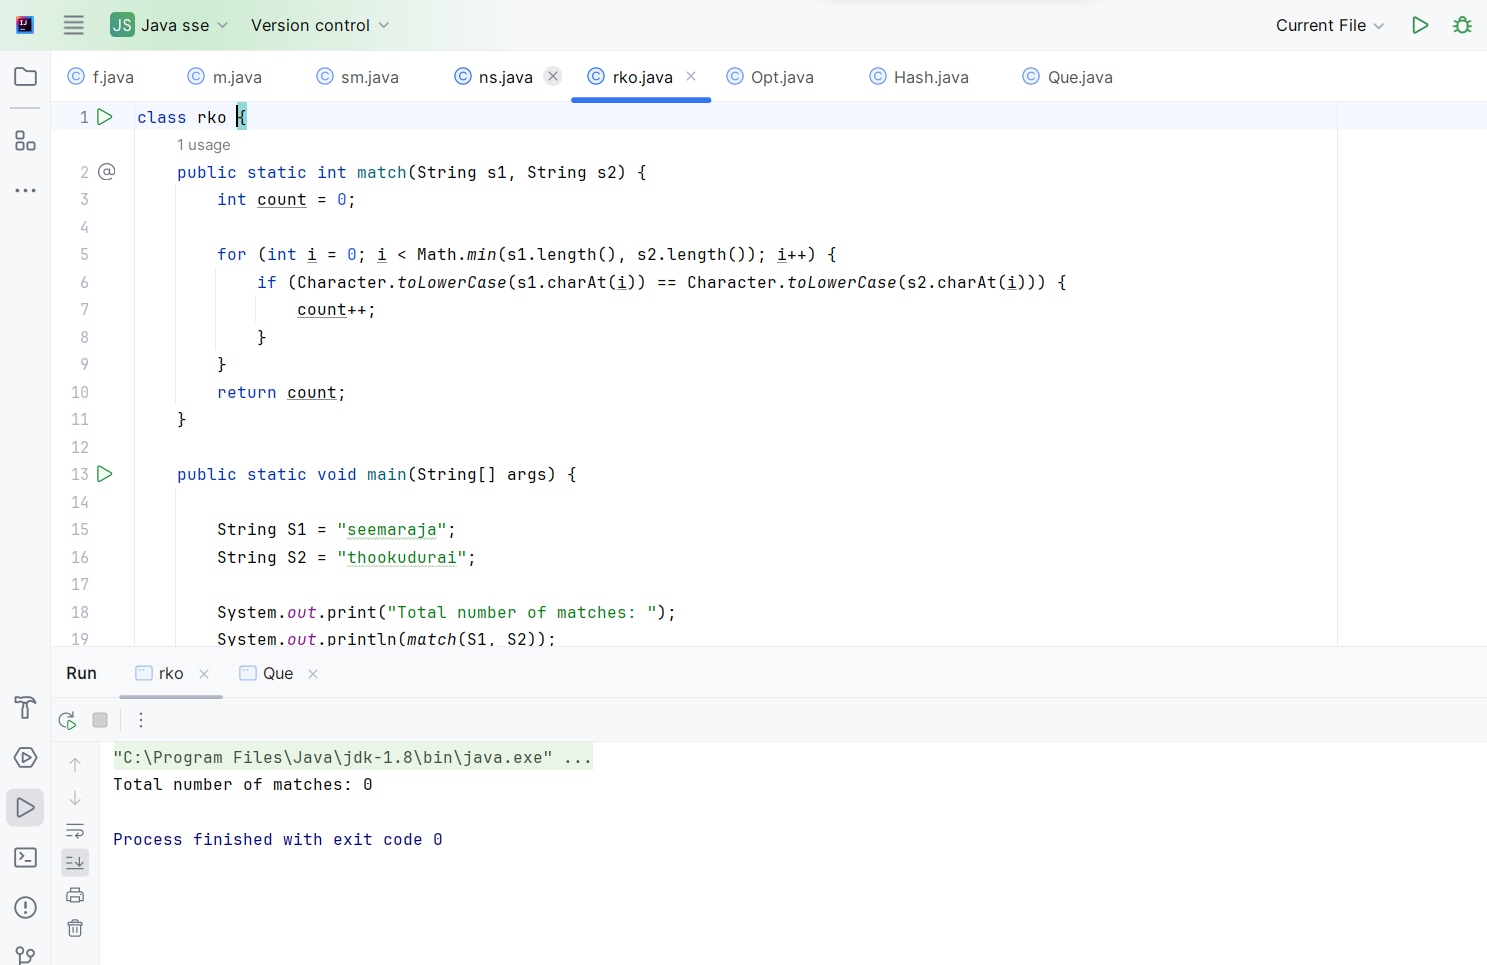 JS Java sse Version control Current File
f.java m.java sm.java ns.java rko.java Opt.java Hash.java Que.java
1 class rko {
1 usage
2 @ public static int match(String s1, String s2) {
3 int count = 0;
4
5 for (int i = 0; i < Math.min(s1.length(), s2.length()); i++) {
6 if (Character.toLowerCase(s1.charAt(i)) == Character.toLowerCase(s2.charAt(i))) {
7 count++;
8 }
9 }
10 return count;
11 }
12
13 public static void main(String[] args) {
14
15 String S1 = "seemaraja";
16 String S2 = "thookudurai";
17
18 System.out.print("Total number of matches: ");
19 System.out.println(match(S1, S2));
Run rko Que
"C:\Program Files\Java\jdk-1.8\bin\java.exe" ...
Total number of matches: 0
Process finished with exit code 0